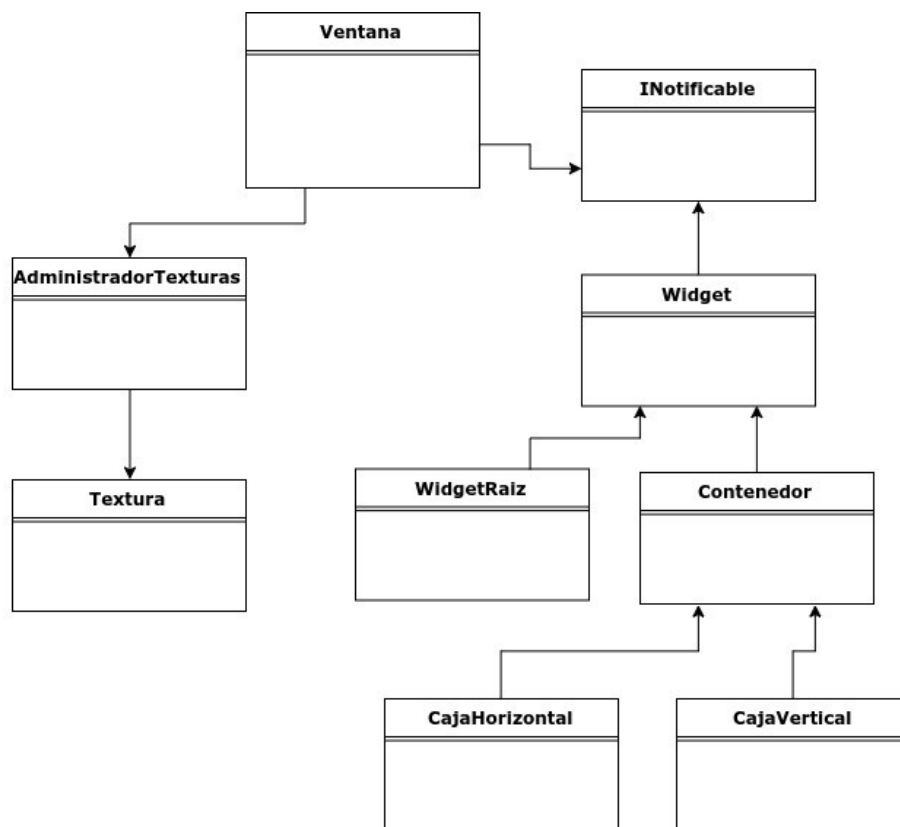 Ventana
INotificable
AdministradorTexturas
Widget
Textura
WidgetRaiz
Contenedor
CajaHorizontal
CajaVertical